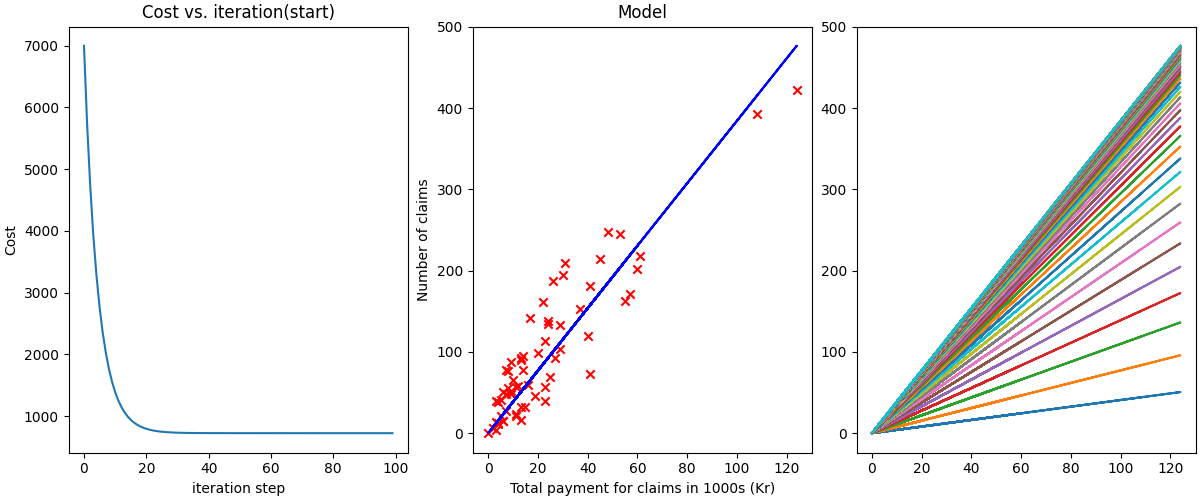 Cost vs. iteration(start)
Cost
7000
6000
5000
4000
3000
2000
1000
0 20 40 60 80 100
iteration step
Model
Number of claims
500
400
300
200
100
0
0 20 40 60 80 100 120
Total payment for claims in 1000s (Kr)
500
400
300
200
100
0
0 20 40 60 80 100 120